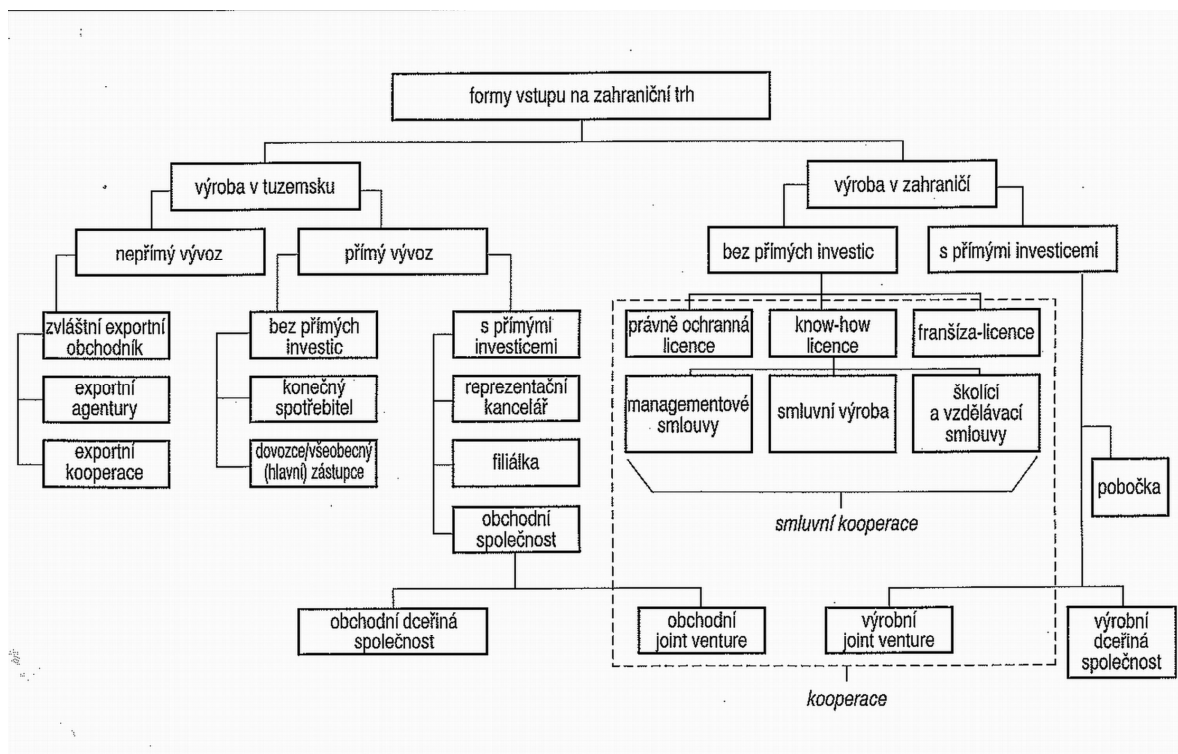 formy vstupu na zahraniční trh
výroba v tuzemsku
výroba v zahraničí
nepřímý vývoz
přímý vývoz
bez přímých investic
s přímými investicemi
zvláštní exportní
obchodník
bez přímých
investic
s přímými
investicemi
právně ochranná
licence
know-how
licence
franšíza-licence
exportní
agentury
konečný
spotřebitel
reprezentační
kancelář
managementové
smlouvy
smluvní výroba
školící
a vzdělávací
smlouvy
exportní
kooperace
dovozce/všeobecný
(hlavní) zástupce
filiálka
pobočka
smluvní kooperace
obchodní
společnost
obchodní dceřiná
společnost
obchodní
joint venture
výrobní
joint venture
výrobní
dceřiná
společnost
kooperace